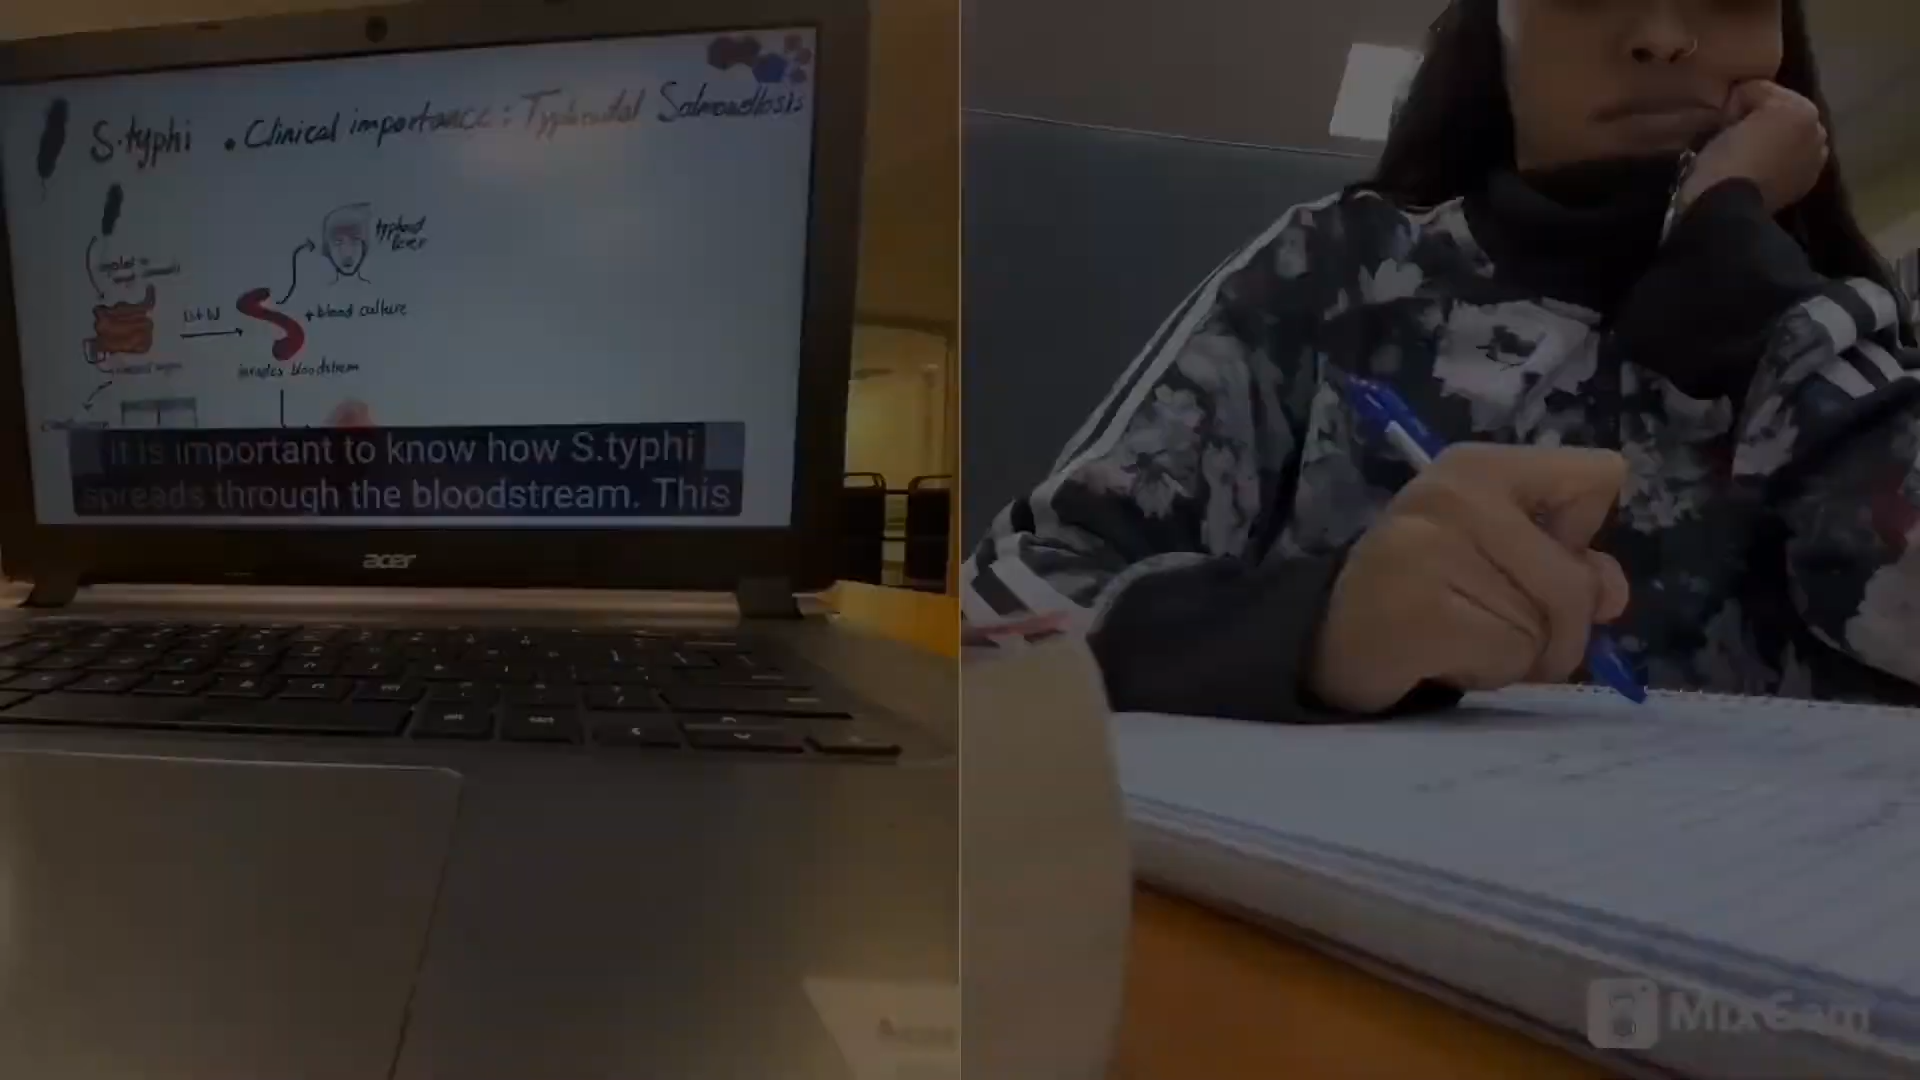 S.typhi • Clinical importance: Typhoidal Salmonellosis
typhoid
fever
+ blood culture
invades bloodstream
It is important to know how S.typhi
spreads through the bloodstream. This
acer
MixCam